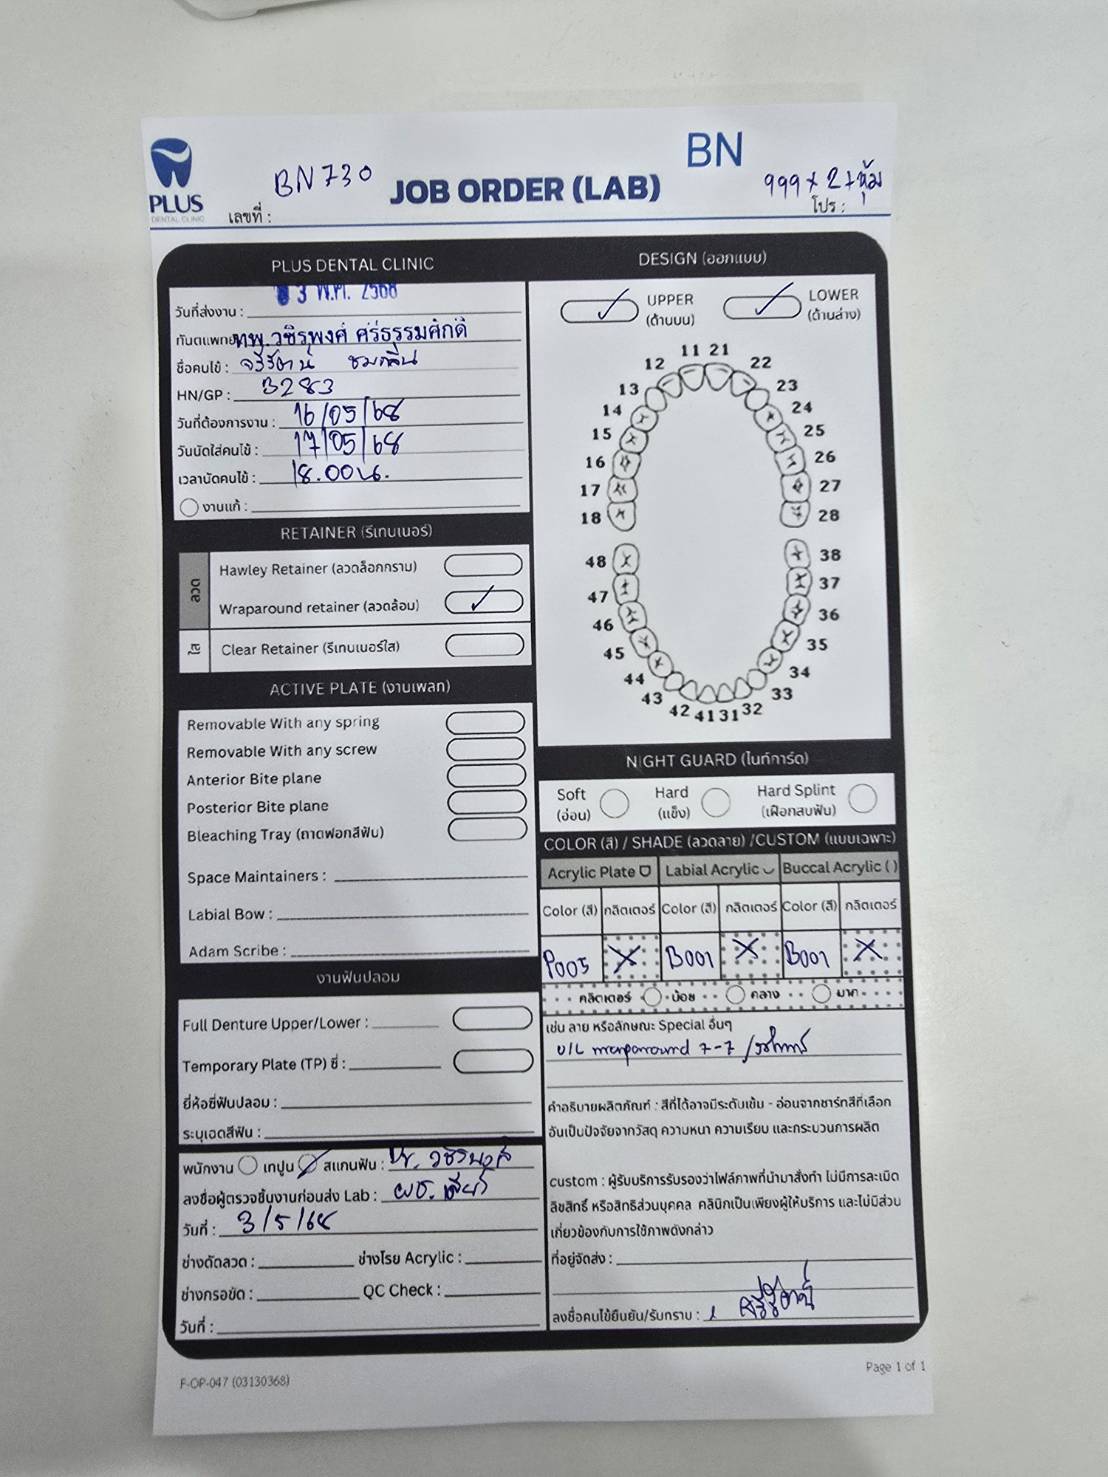 BN
BN730
JOB ORDER (LAB)
999 x 2 + หุ้ม
PLUS
DENTAL CLINIC
เลขที่ :
โปร :
PLUS DENTAL CLINIC
วันที่ส่งงาน : 3 พ.ค. 2568
ทันตแพทย์ ทพ. วชิรพงศ์ ศรีธรรมศักดิ์
ชื่อคนไข้ :
HN/GP : 3283
วันที่ต้องการงาน : 16/05/68
วันนัดใส่คนไข้ : 17/05/68
เวลานัดคนไข้ : 18.00น.
งานแก้ :
RETAINER (รีเทนเนอร์)
ลวด
Hawley Retainer (ลวดล็อกกราม)
Wraparound retainer (ลวดล้อม) ✓
ใส
Clear Retainer (รีเทนเนอร์ใส)
ACTIVE PLATE (งานเพลท)
Removable With any spring
Removable With any screw
Anterior Bite plane
Posterior Bite plane
Bleaching Tray (ถาดฟอกสีฟัน)
Space Maintainers :
Labial Bow :
Adam Scribe :
งานฟันปลอม
Full Denture Upper/Lower :
Temporary Plate (TP) ซี่ :
ยี่ห้อซี่ฟันปลอม :
ระบุเฉดสีฟัน :
พนักงาน เทปูน ✓ สแกนฟัน : Dr.
ลงชื่อผู้ตรวจชิ้นงานก่อนส่ง Lab : ผช.
วันที่ : 3/5/68
ช่างดัดลวด : ช่างโรย Acrylic :
ช่างกรอขัด : QC Check :
วันที่ :
DESIGN (ออกแบบ)
✓ UPPER ✓ LOWER
(ด้านบน) (ด้านล่าง)
11 21
12 22
13 23
14 24
15 25
16 26
17 27
18 28
48 38
47 37
46 36
45 35
44 34
43 33
42 41 31 32
NIGHT GUARD (ไนท์การ์ด)
Soft Hard Hard Splint
(อ่อน) (แข็ง) (เฝือกสบฟัน)
COLOR (สี) / SHADE (ลวดลาย) /CUSTOM (แบบเฉพาะ)
Acrylic Plate Labial Acrylic Buccal Acrylic ( )
Color (สี) กลิตเตอร์ Color (สี) กลิตเตอร์ Color (สี) กลิตเตอร์
P005 X B001 X B001 X
กลิตเตอร์ น้อย กลาง มาก
เช่น ลาย หรือลักษณะ Special อื่นๆ
U/L wraparound 7-7 /
คำอธิบายผลิตภัณฑ์ : สีที่ได้อาจมีระดับเข้ม - อ่อนจากชาร์ทสีที่เลือก
อันเป็นปัจจัยจากวัสดุ ความหนา ความเรียบ และกระบวนการผลิต
custom : ผู้รับบริการรับรองว่าไฟล์ภาพที่นำมาสั่งทำ ไม่มีการละเมิด
ลิขสิทธิ์ หรือสิทธิส่วนบุคคล คลินิกเป็นเพียงผู้ให้บริการ และไม่มีส่วน
เกี่ยวข้องกับการใช้ภาพดังกล่าว
ที่อยู่จัดส่ง :
ลงชื่อคนไข้ยืนยัน/รับทราบ :
F-OP-047 (03130368)
Page 1 of 1